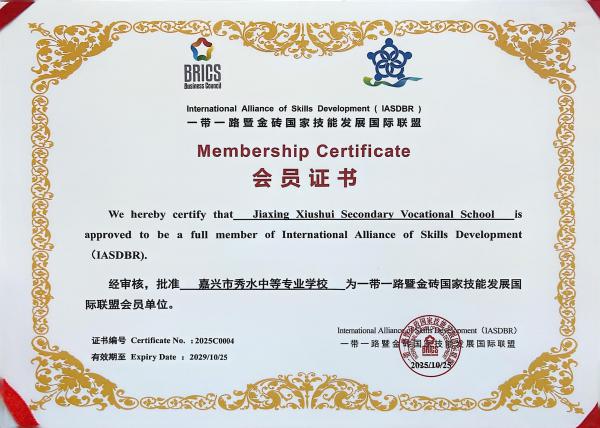 BRICS
Business Council
International Alliance of Skills Development ( IASDBR )
一带一路暨金砖国家技能发展国际联盟
Membership Certificate
会员证书
We hereby certify that Jiaxing Xiushui Secondary Vocational School is
approved to be a full member of International Alliance of Skills Development
（IASDBR).
经审核，批准 嘉兴市秀水中等专业学校 为一带一路暨金砖国家技能发展国
际联盟会员单位。
证书编号 Certificate No. : 2025C0004
有效期至 Expiry Date : 2029/10/25
International Alliance of Skills Development（IASDBR)
一带一路暨金砖国家技能发展国际联盟
BRICS
2025/10/25